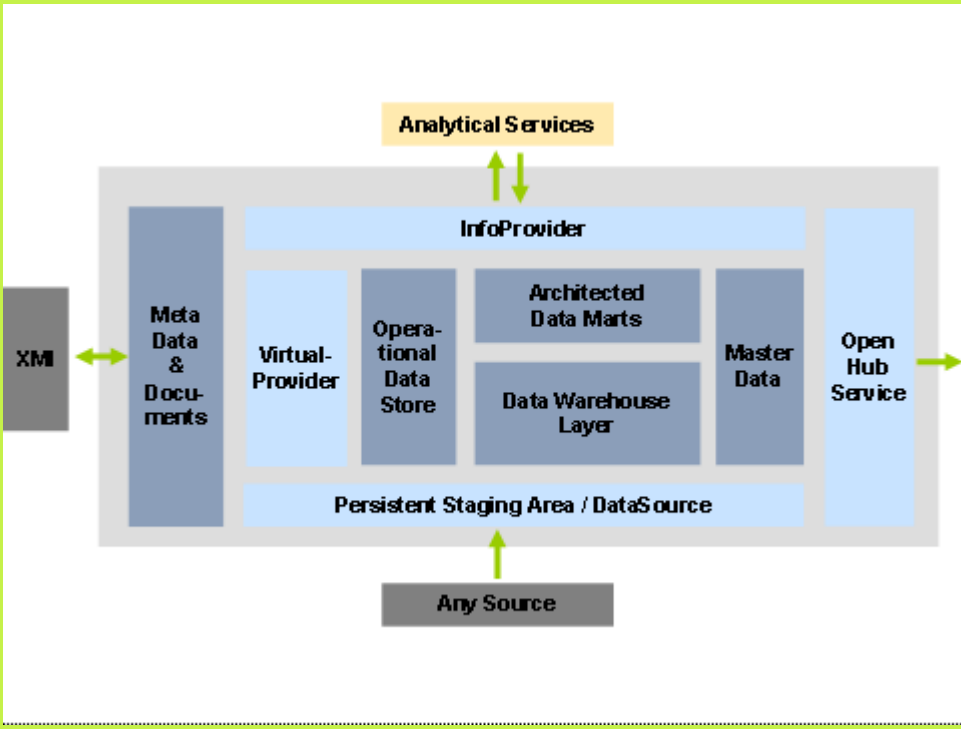 Analytical Services
InfoProvider
XMI
Meta
Data
&
Docu-
ments
Virtual-
Provider
Opera-
tional
Data
Store
Architected
Data Marts
Data Warehouse
Layer
Master
Data
Open
Hub
Service
Persistent Staging Area / DataSource
Any Source